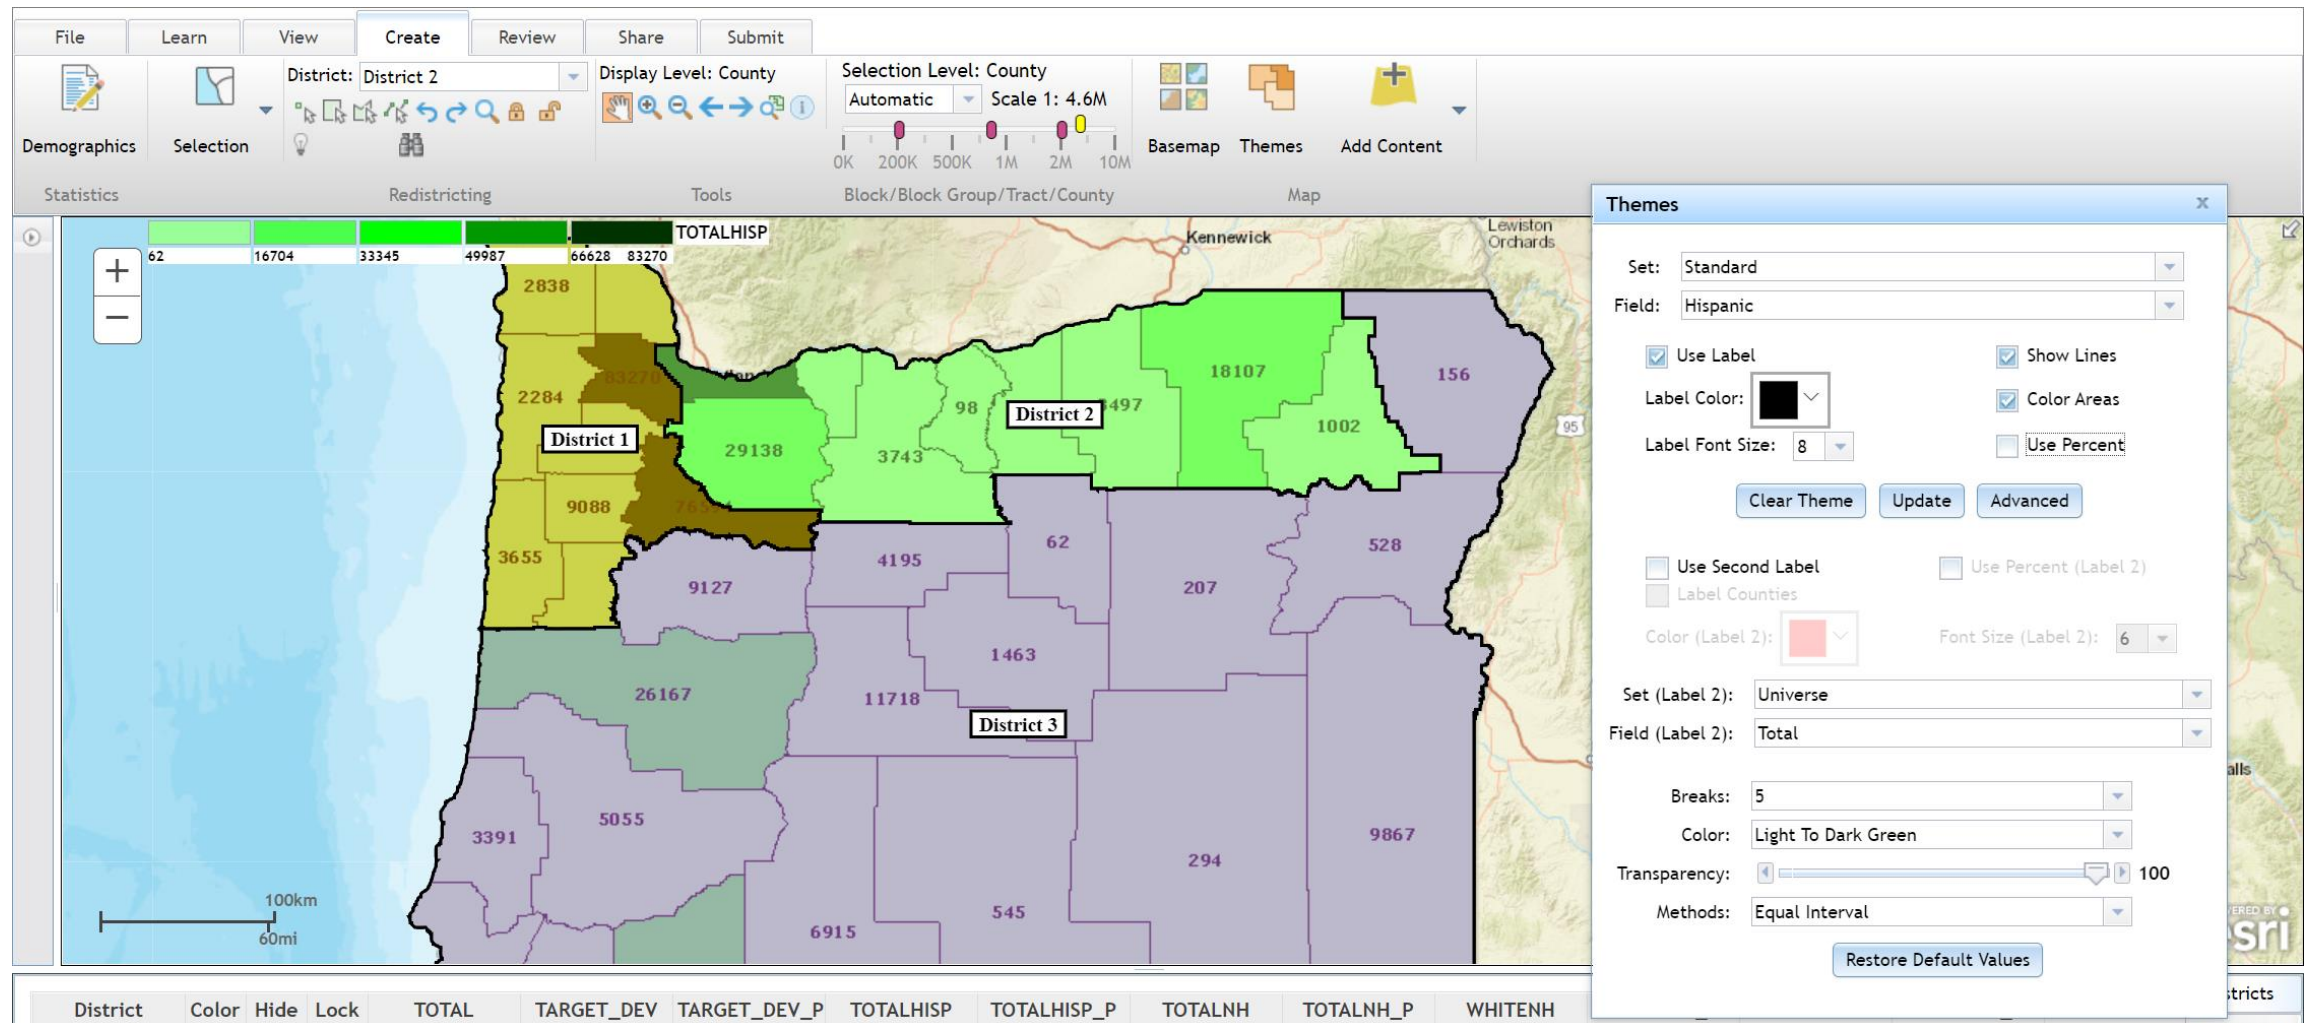 File Learn View Create Review Share Submit
District: District 2
Display Level: County
Selection Level: County
Automatic Scale 1: 4.6M
Demographics Selection
0K 200K 500K 1M 2M 10M
Basemap Themes Add Content
Statistics Redistricting Tools Block/Block Group/Tract/County Map
Themes x
TOTALHISP
62 16704 33345 49987 66628 83270
+
−
Kennewick
Lewiston
Orchards
95
2838
2284
83270
District 1
9088
3655
29138
3743
98
District 2
18107
1002
156
4195
62
207
528
9127
26167
11718
1463
District 3
3391
5055
6915
545
294
9867
100km
60mi
Set: Standard
Field: Hispanic
Use Label Show Lines
Label Color: Color Areas
Label Font Size: 8 Use Percent
Clear Theme Update Advanced
Use Second Label Use Percent (Label 2)
Label Counties
Color (Label 2): Font Size (Label 2): 6
Set (Label 2): Universe
Field (Label 2): Total
Breaks: 5
Color: Light To Dark Green
Transparency: 100
Methods: Equal Interval
Restore Default Values
esri
District Color Hide Lock TOTAL TARGET_DEV TARGET_DEV_P TOTALHISP TOTALHISP_P TOTALNH TOTALNH_P WHITENH